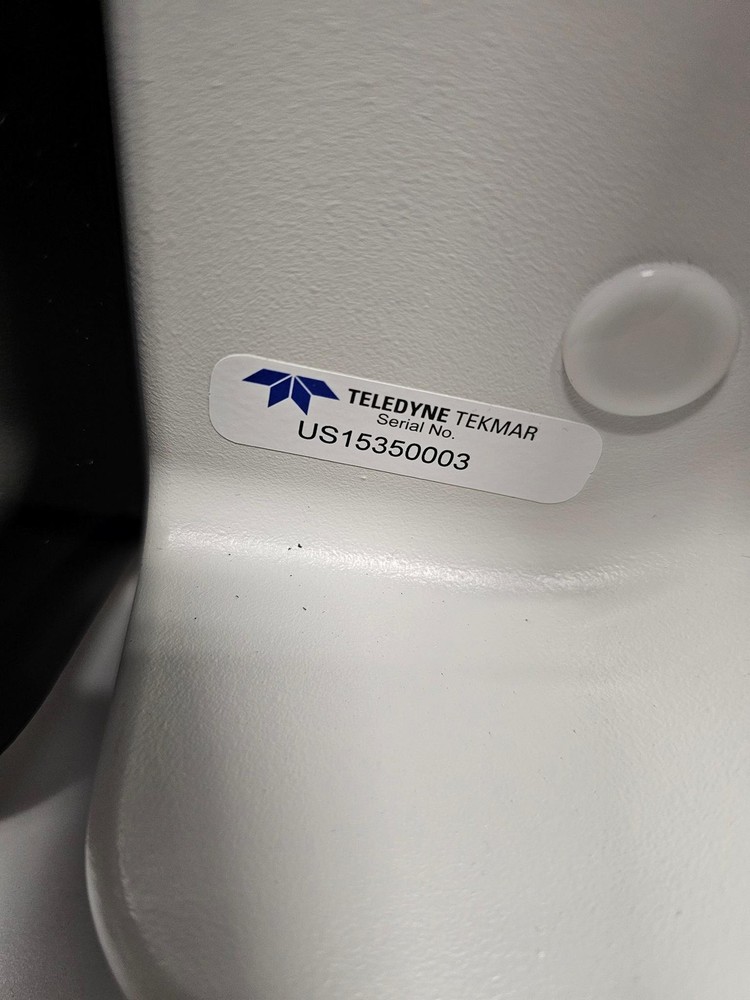 TELEDYNE TEKMAR
Serial No.
US15350003